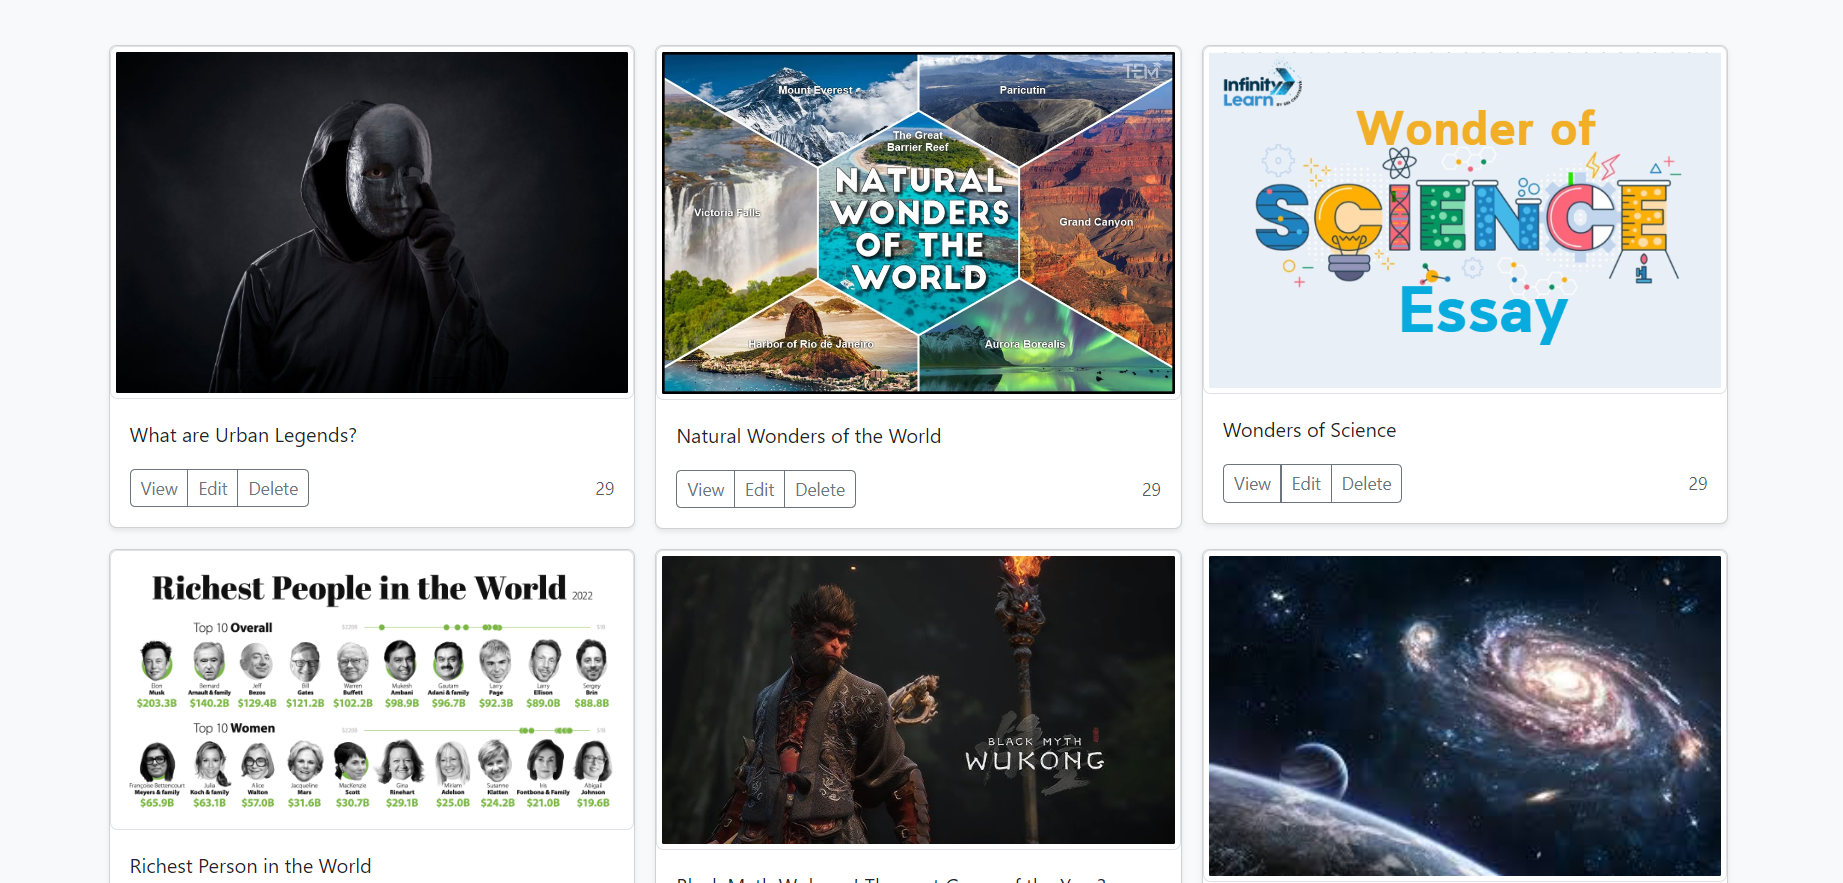 TEM
Mount Everest
Paricutin
The Great
Barrier Reef
NATURAL
WONDERS
OF THE
WORLD
Victoria Falls
Grand Canyon
Harbor of Rio de Janeiro
Aurora Borealis
Infinity
Learn
BY SRI CHAITANYA
Wonder of
SCIENCE
Essay
What are Urban Legends?
View Edit Delete 29
Natural Wonders of the World
View Edit Delete 29
Wonders of Science
View Edit Delete 29
Richest People in the World 2022
Top 10 Overall
Elon Musk
Bernard Arnault & family
Jeff Bezos
Bill Gates
Warren Buffett
Mukesh Ambani
Gautam Adani & family
Larry Page
Larry Ellison
Sergey Brin
$203.3B $140.2B $129.4B $121.2B $102.2B $98.9B $96.7B $92.3B $89.0B $88.8B
Top 10 Women
Françoise Bettencourt Meyers & family
Julia Koch & family
Alice Walton
Jacqueline Mars
MacKenzie Scott
Gina Rinehart
Miriam Adelson
Susanne Klatten
Iris Fontbona & Family
Abigail Johnson
$65.9B $63.1B $57.0B $31.6B $30.7B $29.1B $25.0B $24.2B $21.0B $19.6B
Richest Person in the World
BLACK MYTH
WUKONG